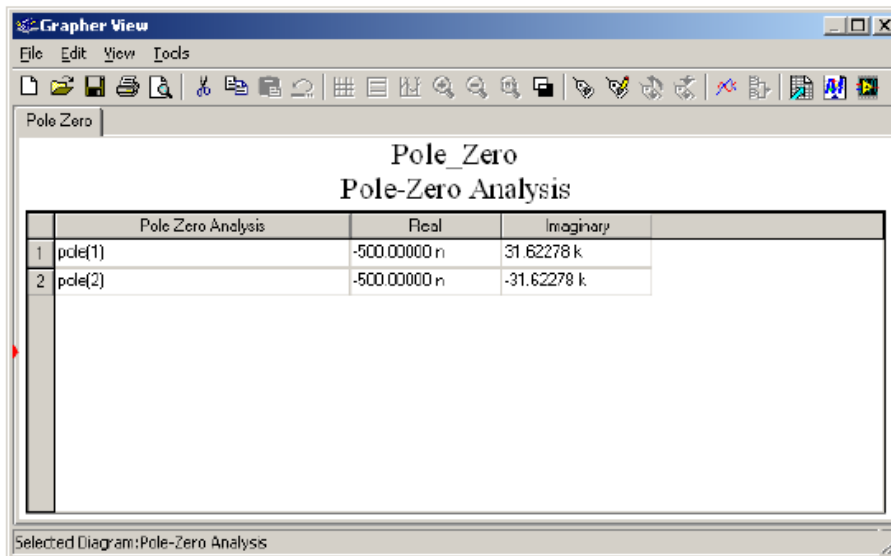 Grapher View
File Edit View Tools
Pole Zero
Pole_Zero
Pole-Zero Analysis
Pole Zero Analysis Real Imaginary
1 pole(1) -500.00000 n 31.62278 k
2 pole(2) -500.00000 n -31.62278 k
Selected Diagram:Pole-Zero Analysis